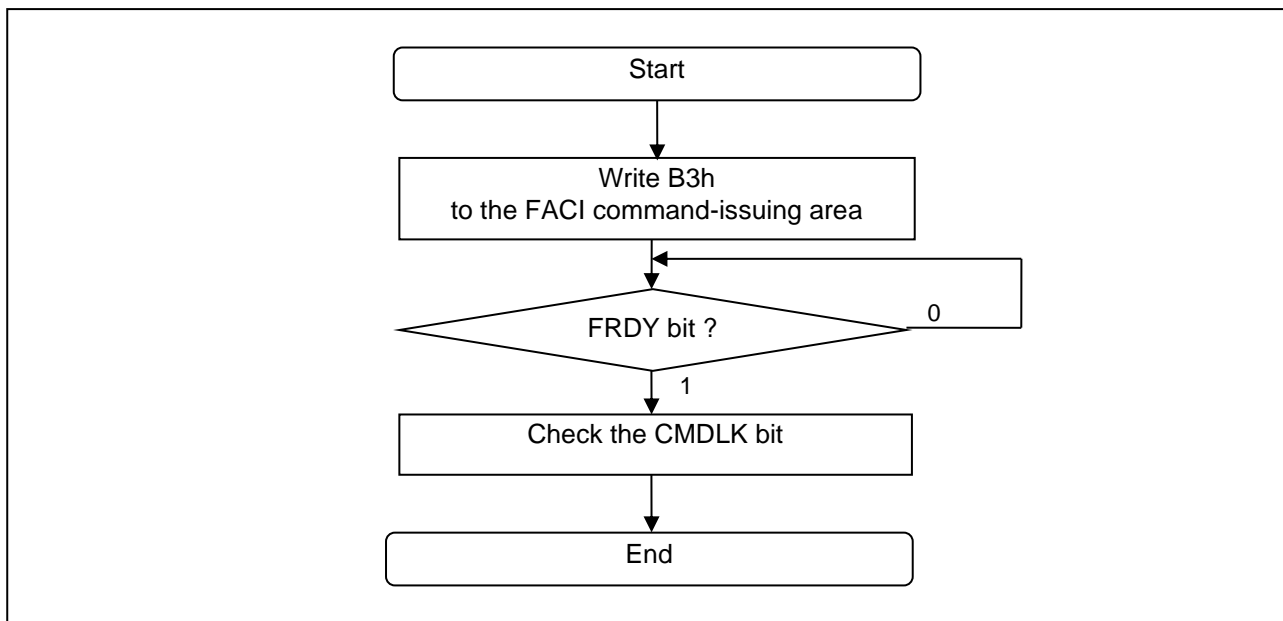 Start
Write B3h
to the FACI command-issuing area
FRDY bit ?
0
1
Check the CMDLK bit
End